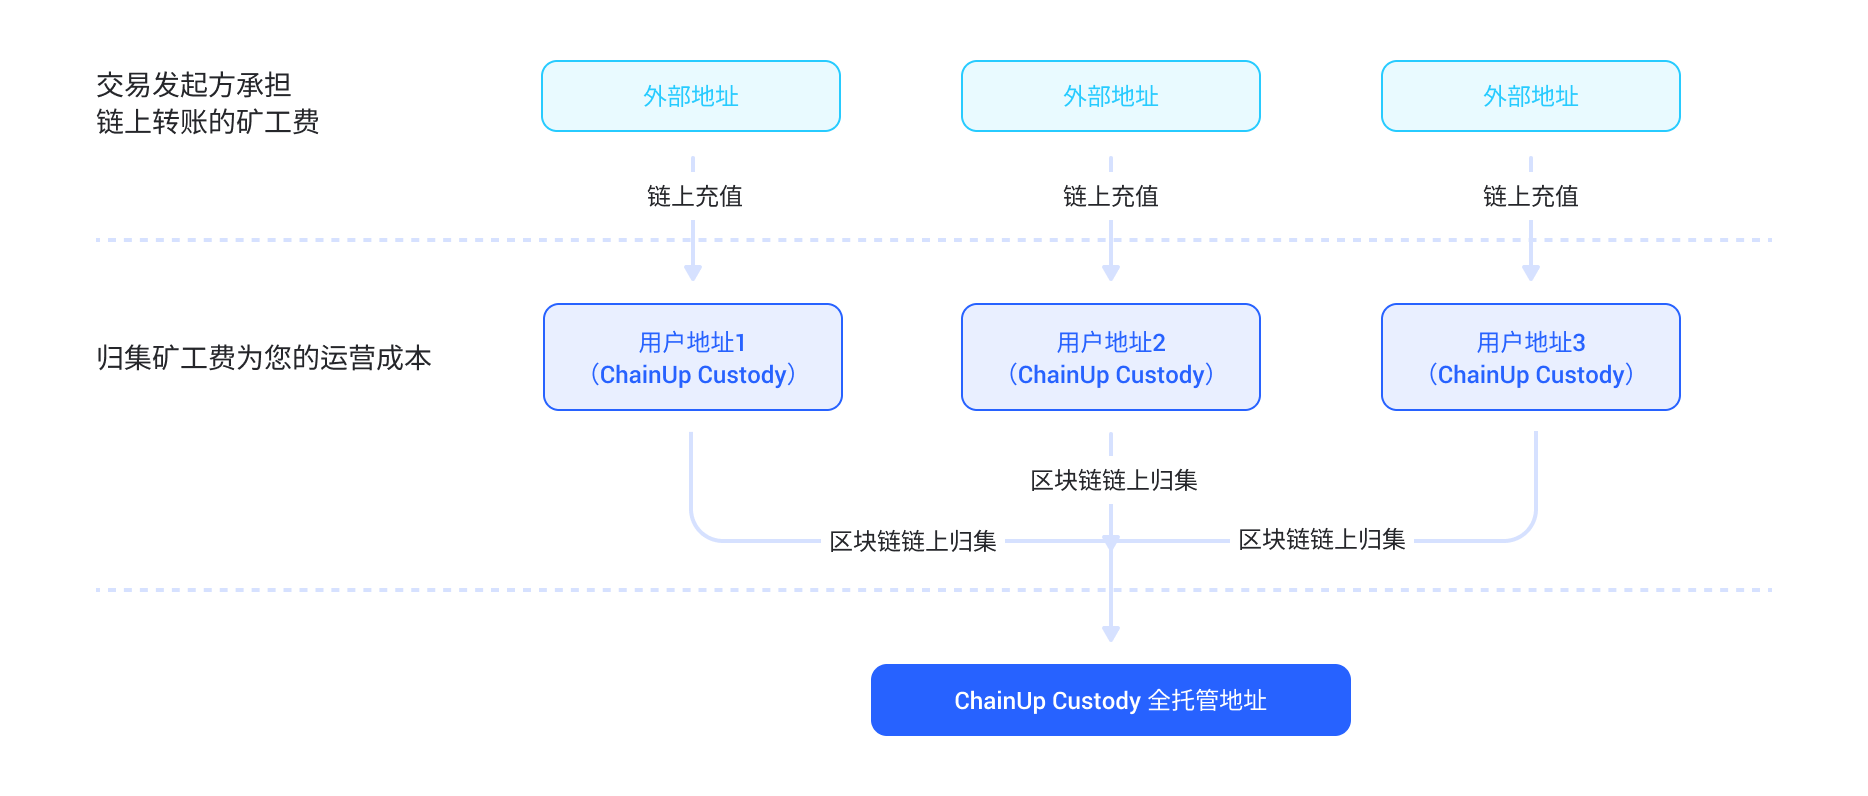 交易发起方承担
链上转账的矿工费
外部地址
外部地址
外部地址
链上充值
链上充值
链上充值
归集矿工费为您的运营成本
用户地址1
（ChainUp Custody）
用户地址2
（ChainUp Custody）
用户地址3
（ChainUp Custody）
区块链链上归集
区块链链上归集
区块链链上归集
ChainUp Custody 全托管地址